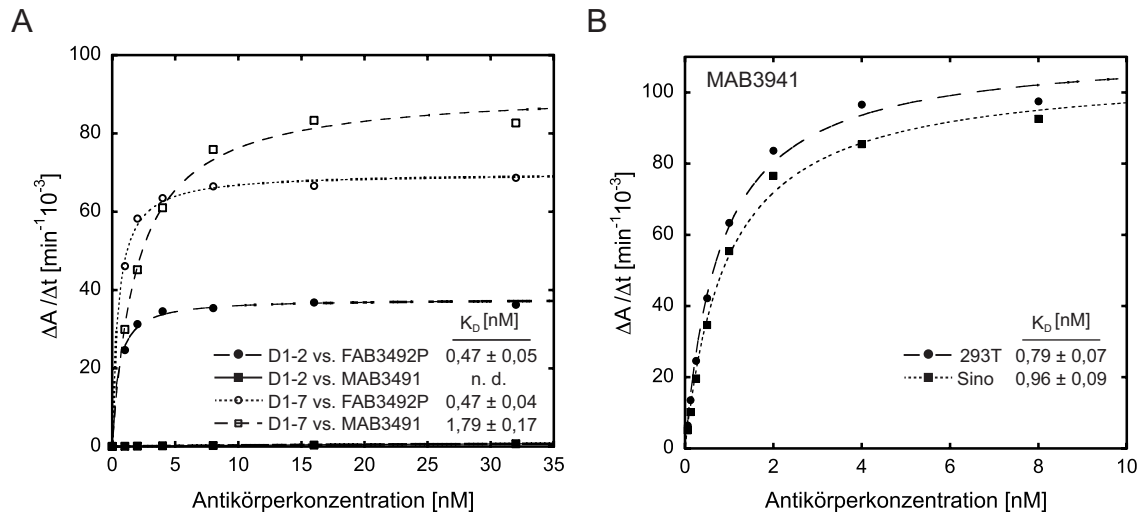 A
ΔA /Δt [min⁻¹10⁻³]
100
80
60
40
20
0
0 5 10 15 20 25 30 35
Antikörperkonzentration [nM]
K_D [nM]
D1-2 vs. FAB3492P 0,47 ± 0,05
D1-2 vs. MAB3491 n. d.
D1-7 vs. FAB3492P 0,47 ± 0,04
D1-7 vs. MAB3491 1,79 ± 0,17
B
MAB3941
ΔA /Δt [min⁻¹10⁻³]
100
80
60
40
20
0
0 2 4 6 8 10
Antikörperkonzentration [nM]
K_D [nM]
293T 0,79 ± 0,07
Sino 0,96 ± 0,09